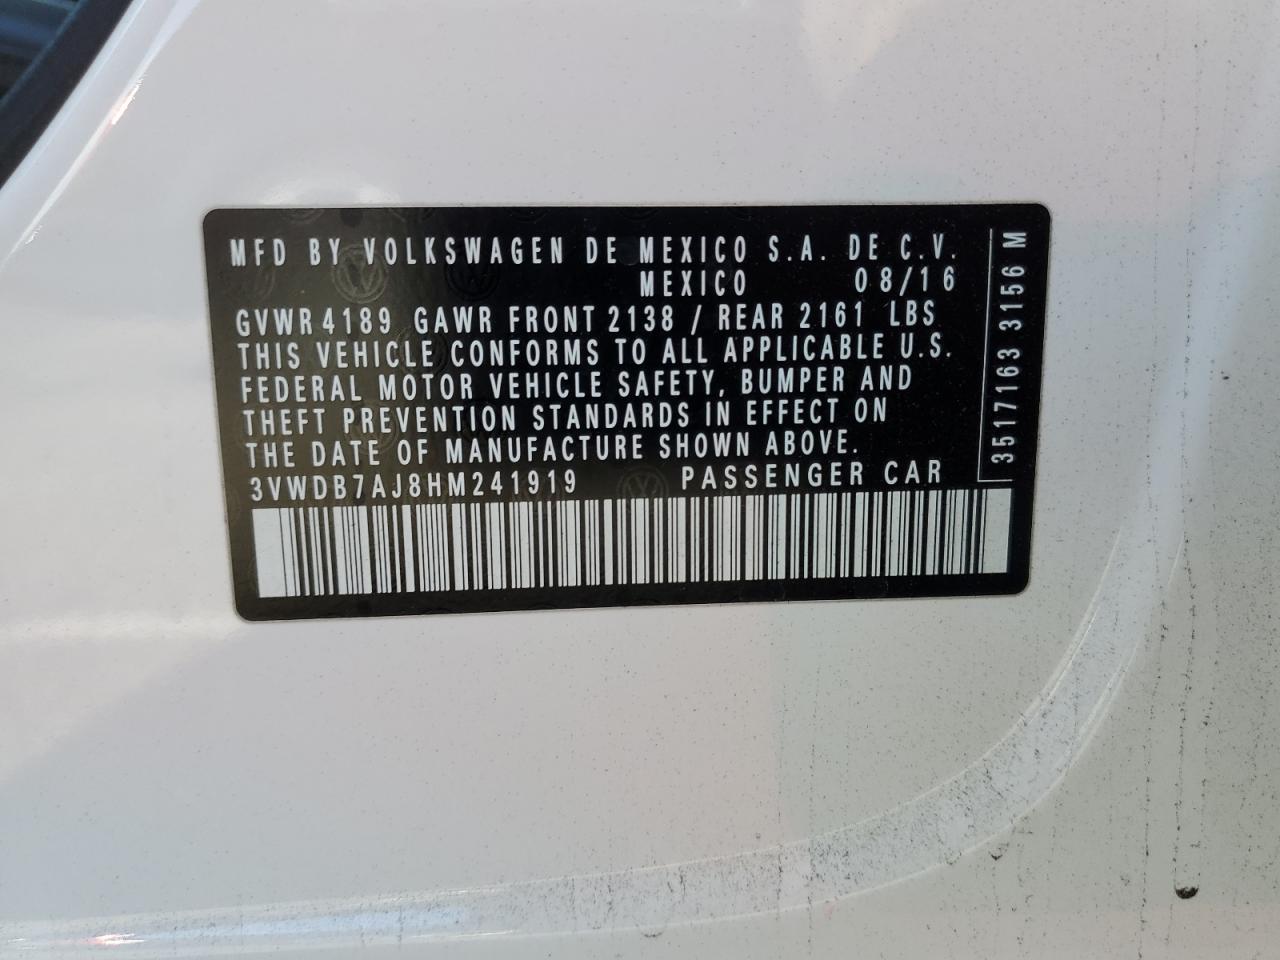 MFD BY VOLKSWAGEN DE MEXICO S.A. DE C.V.
MEXICO 08/16
GVWR 4189 GAWR FRONT 2138 / REAR 2161 LBS
THIS VEHICLE CONFORMS TO ALL APPLICABLE U.S.
FEDERAL MOTOR VEHICLE SAFETY, BUMPER AND
THEFT PREVENTION STANDARDS IN EFFECT ON
THE DATE OF MANUFACTURE SHOWN ABOVE.
3VWDB7AJ8HM241919 PASSENGER CAR
3517163 3156 M